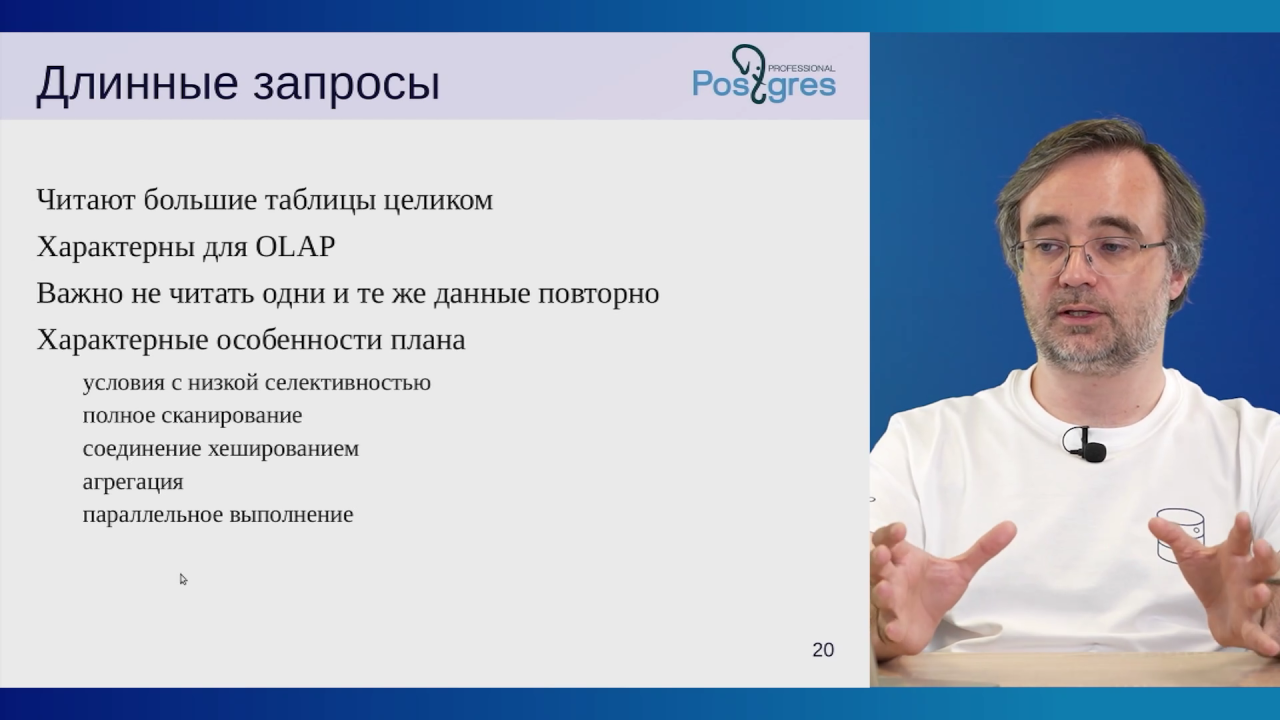 Длинные запросы
PROFESSIONAL
Postgres
Читают большие таблицы целиком
Характерны для OLAP
Важно не читать одни и те же данные повторно
Характерные особенности плана
условия с низкой селективностью
полное сканирование
соединение хешированием
агрегация
параллельное выполнение
20